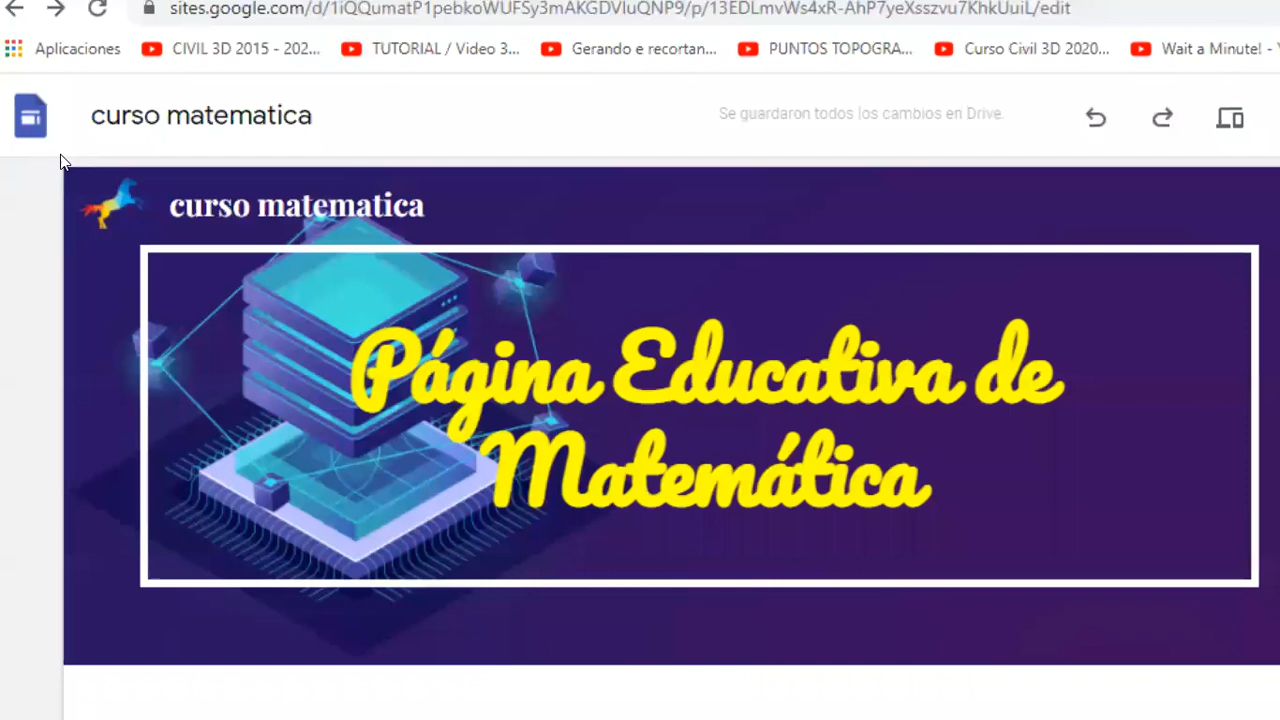 sites.google.com/d/1iQQumatP1pebkoWUFSy3mAKGDVIuQNP9/p/13EDLmvWs4xR-AhP7yeXsszvu7KhkUuiL/edit
Aplicaciones CIVIL 3D 2015 - 202... TUTORIAL / Video 3... Gerando e recortan... PUNTOS TOPOGRA... Curso Civil 3D 2020... Wait a Minute! -
curso matematica
Se guardaron todos los cambios en Drive.
curso matematica
Página Educativa de
Matemática